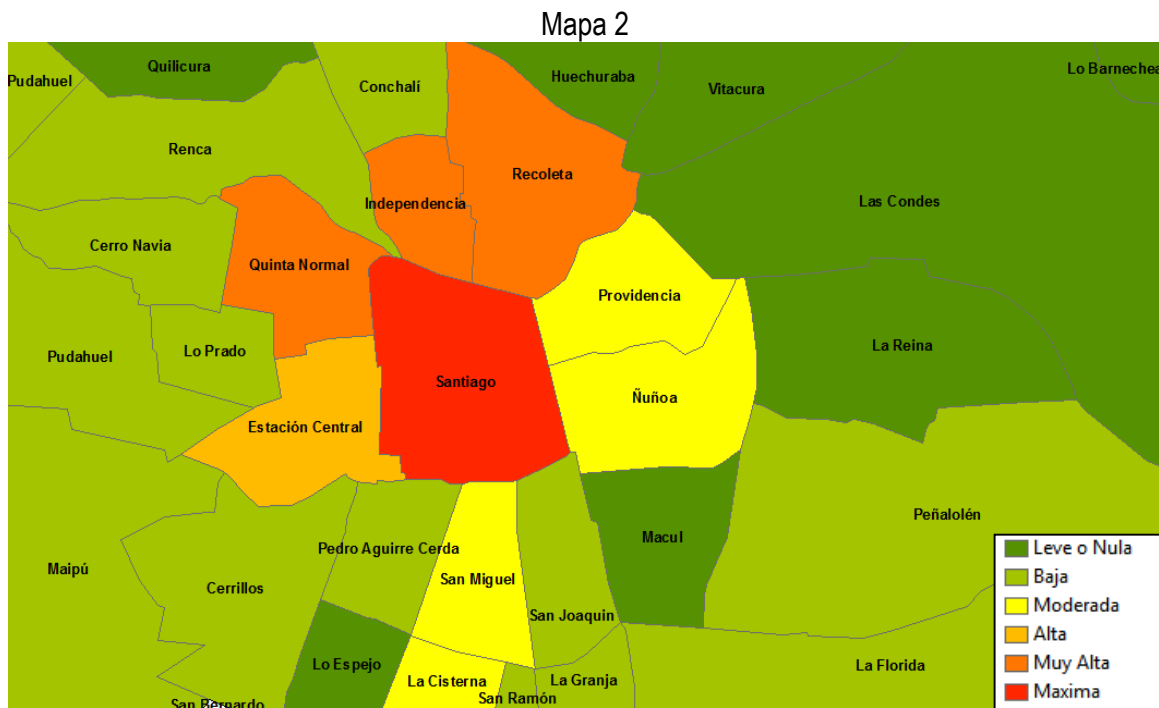 Mapa 2
Quilicura
Pudahuel
Conchalí
Huechuraba
Vitacura
Lo Barnechea
Renca
Recoleta
Independencia
Las Condes
Cerro Navia
Quinta Normal
Providencia
Pudahuel
Lo Prado
La Reina
Santiago
Ñuñoa
Estación Central
Peñalolén
Maipú
Cerrillos
Pedro Aguirre Cerda
San Miguel
Macul
San Joaquin
Lo Espejo
La Cisterna
La Granja
La Florida
San Bernardo
San Ramón
Leve o Nula
Baja
Moderada
Alta
Muy Alta
Maxima